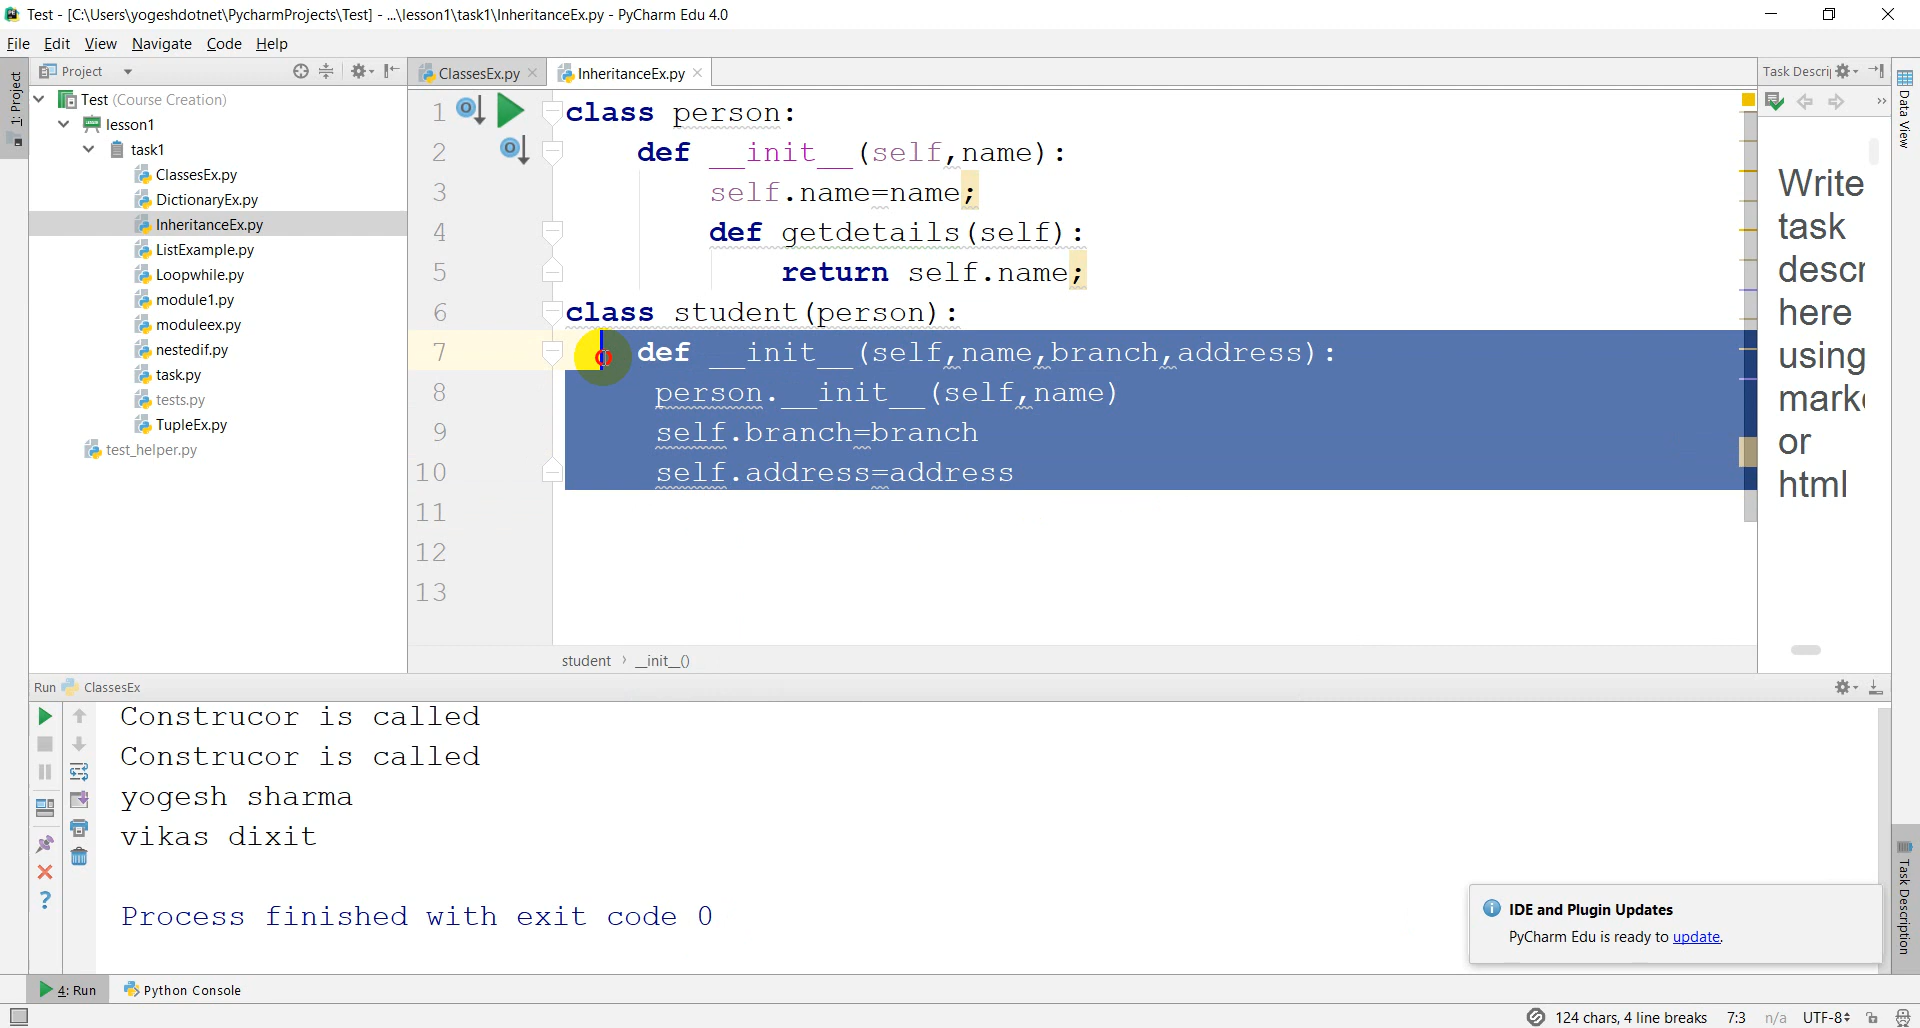 Test - [C:\Users\yogeshdotnet\PycharmProjects\Test] - ...\lesson1\task1\InheritanceEx.py - PyCharm Edu 4.0
File Edit View Navigate Code Help
1: Project
Project
Test (Course Creation)
lesson1
task1
ClassesEx.py
DictionaryEx.py
InheritanceEx.py
ListExample.py
Loopwhile.py
module1.py
moduleex.py
nestedif.py
task.py
tests.py
TupleEx.py
test_helper.py
ClassesEx.py InheritanceEx.py
1 class person:
2 def __init__(self,name):
3 self.name=name;
4 def getdetails(self):
5 return self.name;
6 class student(person):
7 def __init__(self,name,branch,address):
8 person.__init__(self,name)
9 self.branch=branch
10 self.address=address
11
12
13
student › __init__()
Task Descri
Write
task
descr
here
using
mark
or
html
Data View
Task Description
Run ClassesEx
Construcor is called
Construcor is called
yogesh sharma
vikas dixit
Process finished with exit code 0
IDE and Plugin Updates
PyCharm Edu is ready to update.
4: Run Python Console
124 chars, 4 line breaks 7:3 n/a UTF-8